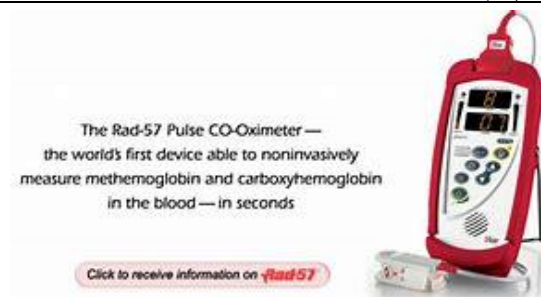 The Rad-57 Pulse CO-Oximeter —
the world's first device able to noninvasively
measure methemoglobin and carboxyhemoglobin
in the blood — in seconds
Click to receive information on Rad-57